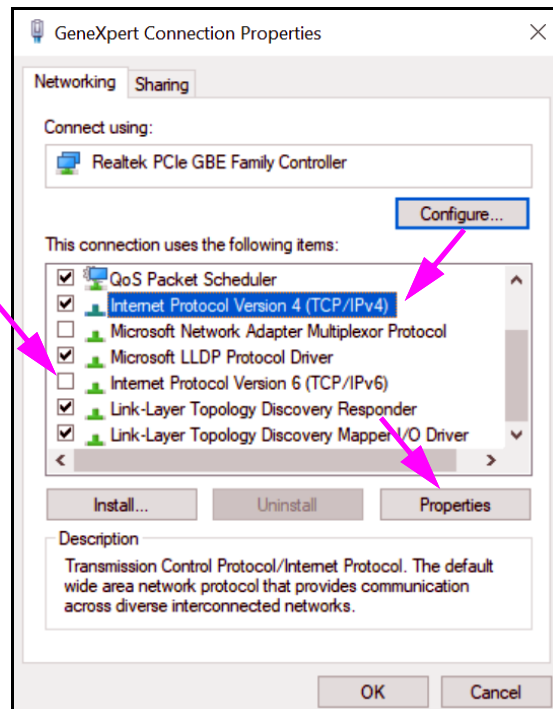 GeneXpert Connection Properties
Networking Sharing
Connect using:
Realtek PCIe GBE Family Controller
Configure...
This connection uses the following items:
QoS Packet Scheduler
Internet Protocol Version 4 (TCP/IPv4)
Microsoft Network Adapter Multiplexor Protocol
Microsoft LLDP Protocol Driver
Internet Protocol Version 6 (TCP/IPv6)
Link-Layer Topology Discovery Responder
Link-Layer Topology Discovery Mapper I/O Driver
Install... Uninstall Properties
Description
Transmission Control Protocol/Internet Protocol. The default
wide area network protocol that provides communication
across diverse interconnected networks.
OK Cancel